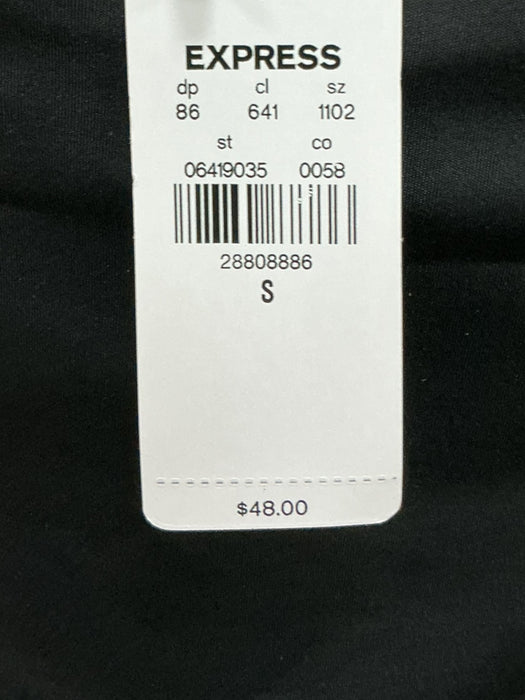 EXPRESS
dp cl sz
86 641 1102
st co
06419035 0058
28808886
S
$48.00